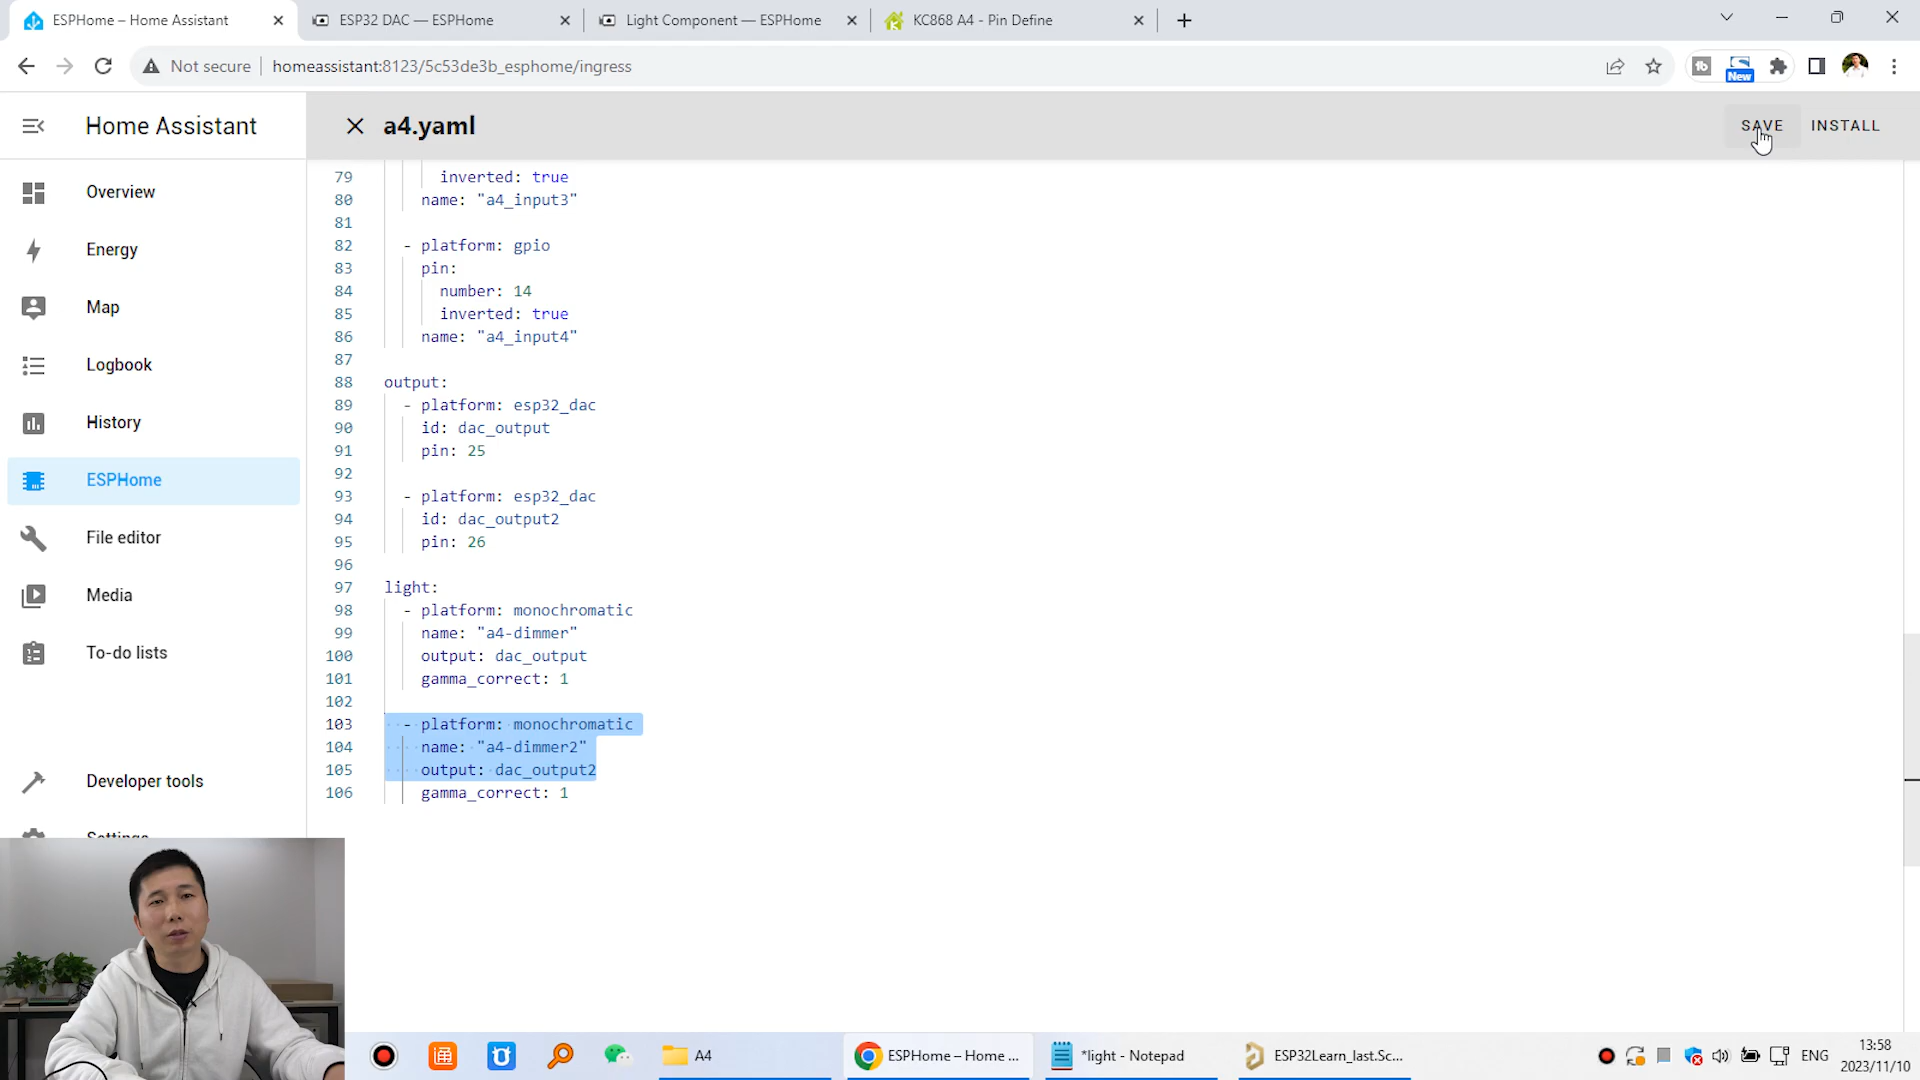 ESPHome – Home Assistant
ESP32 DAC — ESPHome
Light Component — ESPHome
KC868 A4 - Pin Define
Not secure
homeassistant:8123/5c53de3b_esphome/ingress
New
Home Assistant
a4.yaml
SAVE
INSTALL
Overview
Energy
Map
Logbook
History
ESPHome
File editor
Media
To-do lists
Developer tools
Settings
79 inverted: true
80 name: "a4_input3"
81
82 - platform: gpio
83 pin:
84 number: 14
85 inverted: true
86 name: "a4_input4"
87
88 output:
89 - platform: esp32_dac
90 id: dac_output
91 pin: 25
92
93 - platform: esp32_dac
94 id: dac_output2
95 pin: 26
96
97 light:
98 - platform: monochromatic
99 name: "a4-dimmer"
100 output: dac_output
101 gamma_correct: 1
102
103 - platform: monochromatic
104 name: "a4-dimmer2"
105 output: dac_output2
106 gamma_correct: 1
A4
ESPHome – Home ...
*light - Notepad
ESP32Learn_last.Sc...
ENG
13:58
2023/11/10